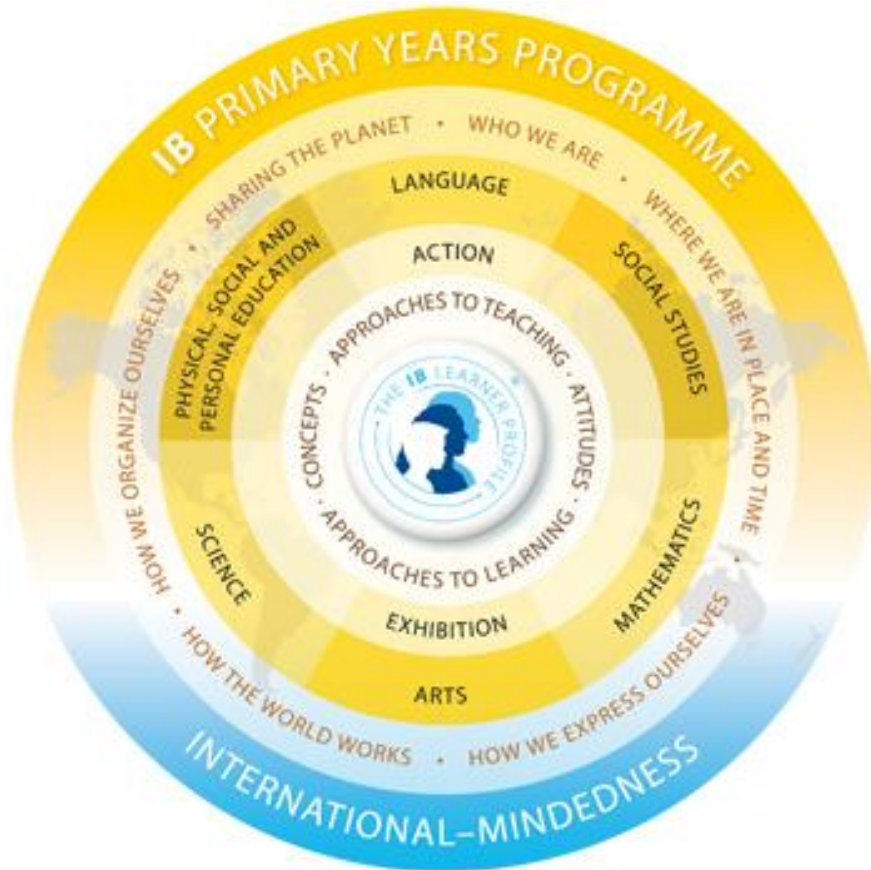 IB PRIMARY YEARS PROGRAMME
SHARING THE PLANET • WHO WE ARE • WHERE WE ARE IN PLACE AND TIME • HOW WE EXPRESS OURSELVES • HOW THE WORLD WORKS • HOW WE ORGANIZE OURSELVES •
LANGUAGE
SOCIAL STUDIES
MATHEMATICS
ARTS
SCIENCE
PHYSICAL, SOCIAL AND
PERSONAL EDUCATION
ACTION
EXHIBITION
APPROACHES TO TEACHING · ATTITUDES · APPROACHES TO LEARNING · CONCEPTS ·
THE IB LEARNER PROFILE
®
INTERNATIONAL–MINDEDNESS